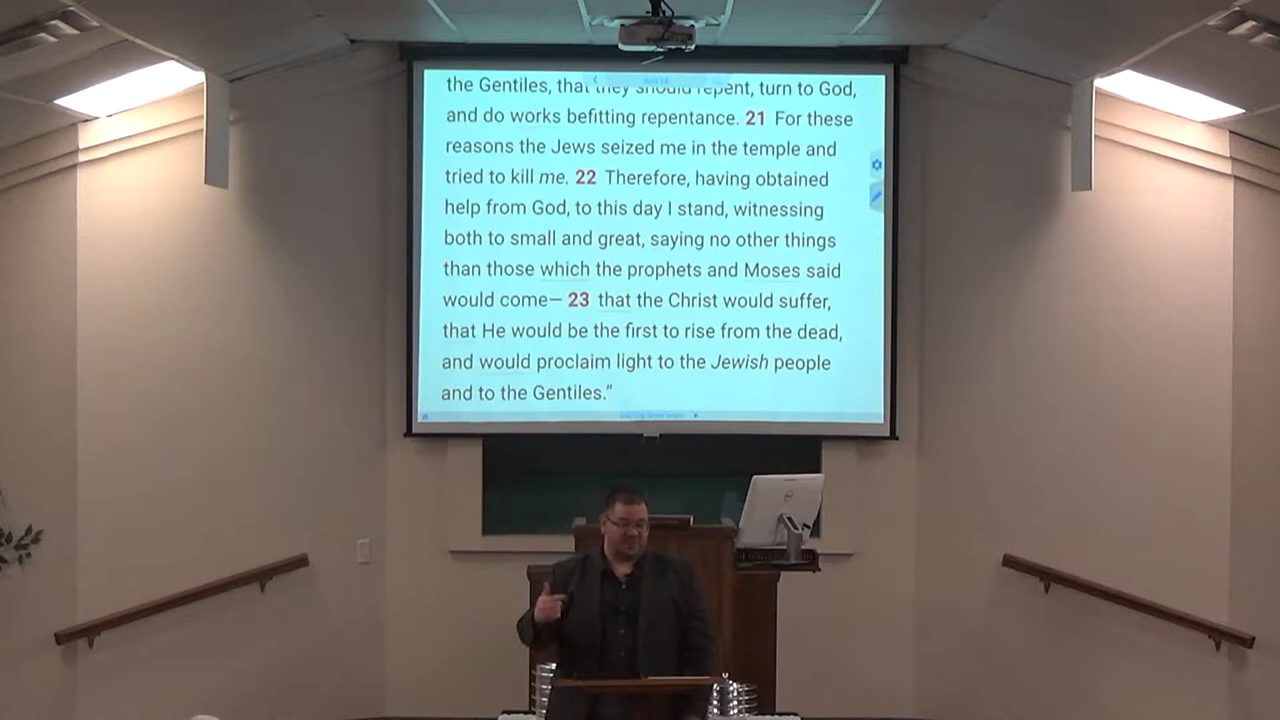 the Gentiles, that they should repent, turn to God,
and do works befitting repentance. 21 For these
reasons the Jews seized me in the temple and
tried to kill me. 22 Therefore, having obtained
help from God, to this day I stand, witnessing
both to small and great, saying no other things
than those which the prophets and Moses said
would come— 23 that the Christ would suffer,
that He would be the first to rise from the dead,
and would proclaim light to the Jewish people
and to the Gentiles.”